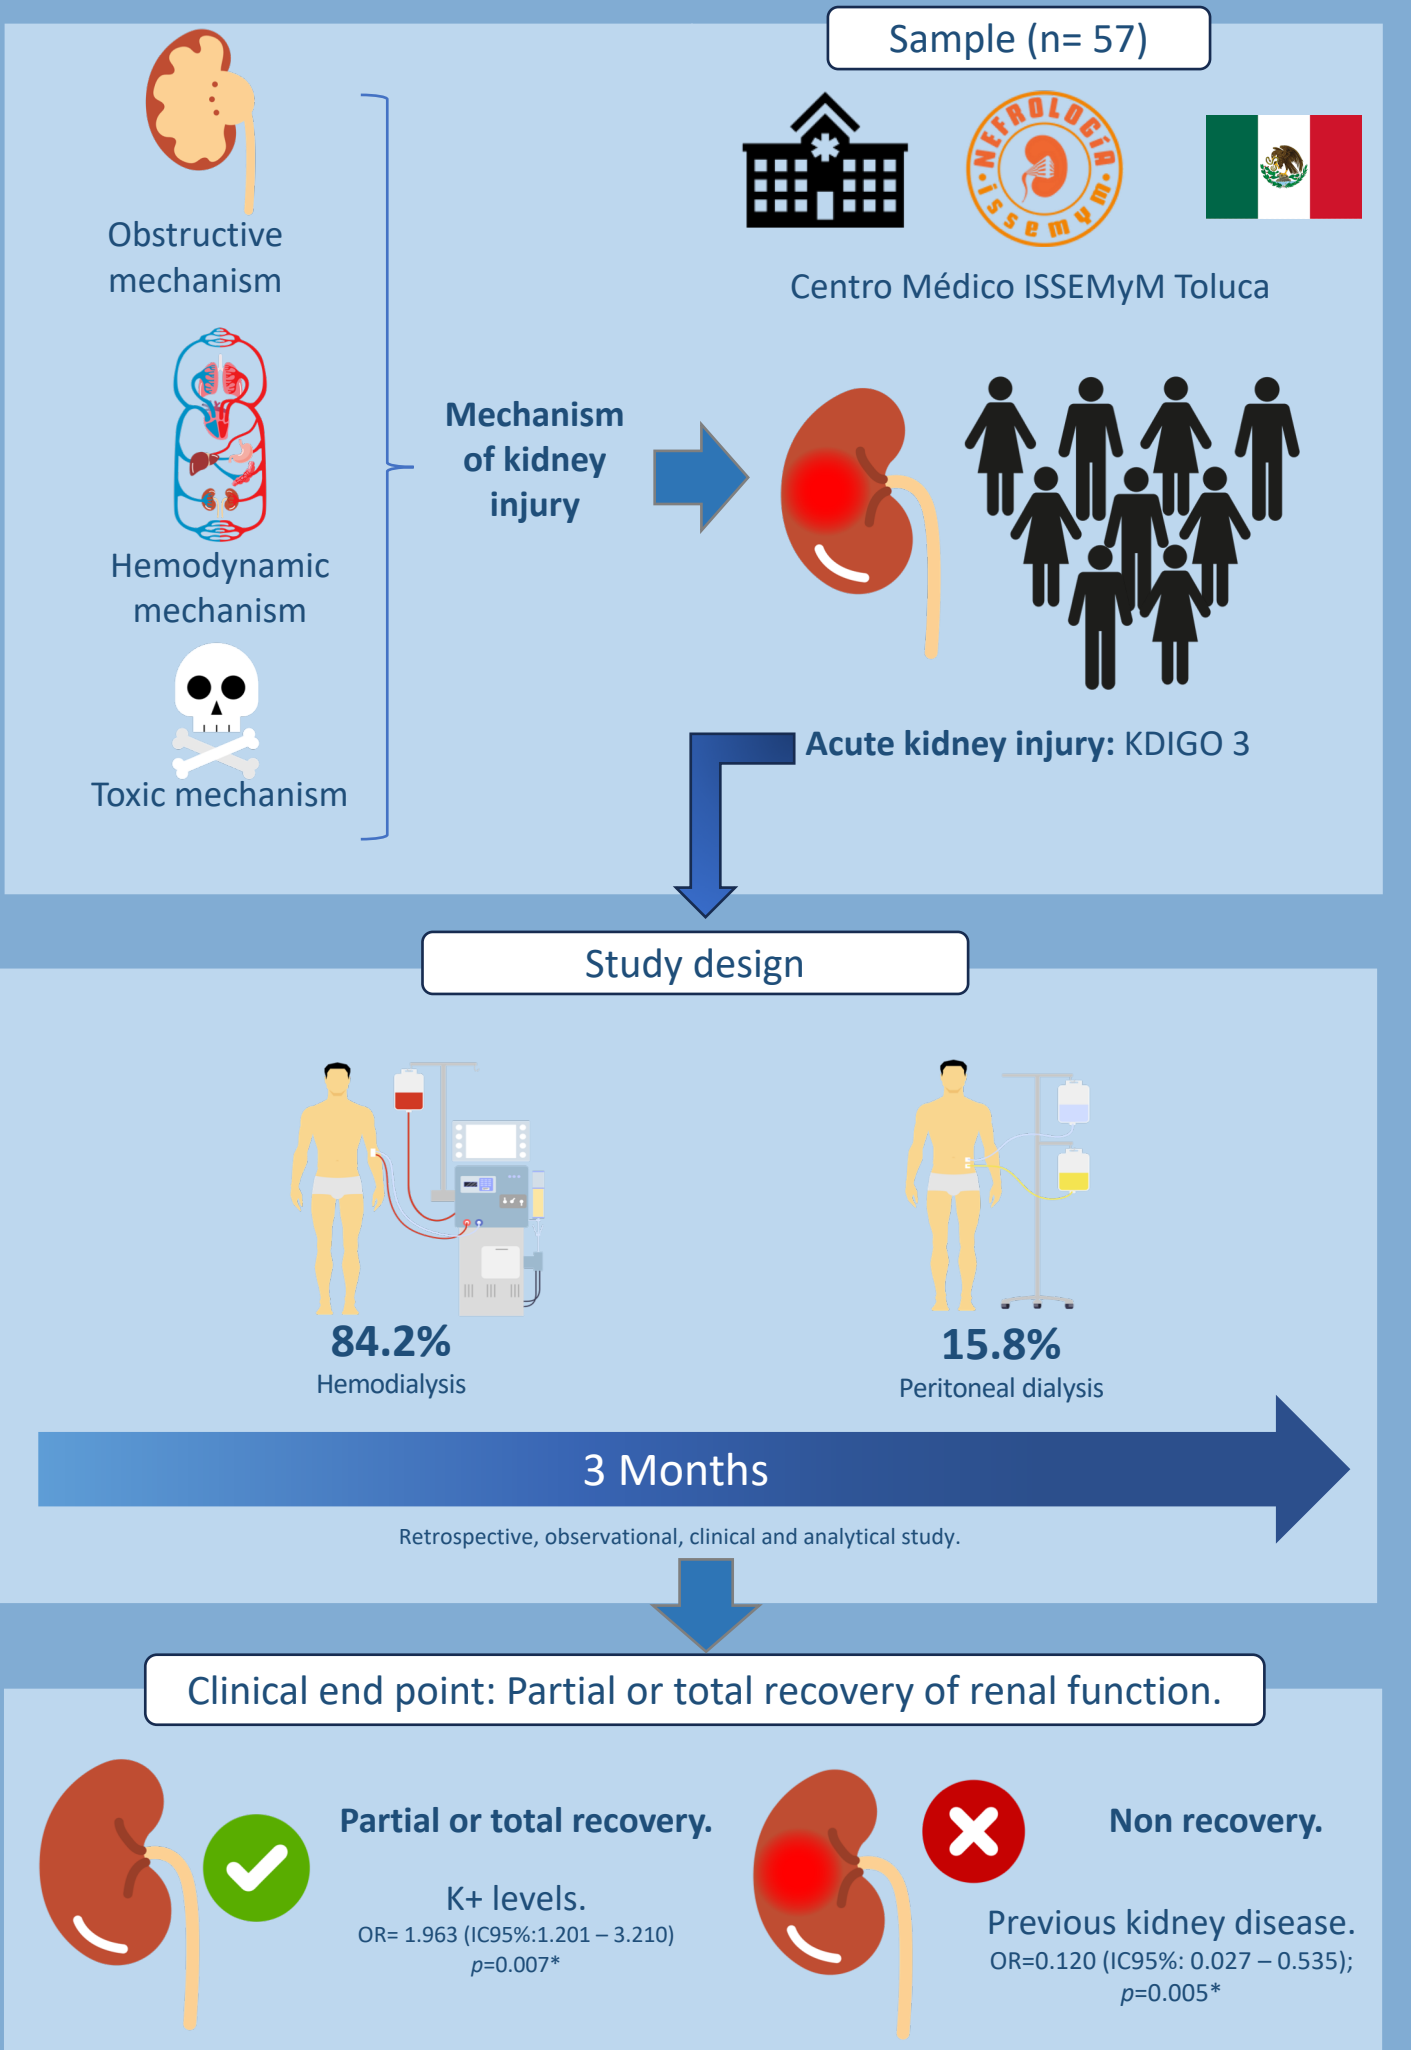 Sample (n= 57)
NEFROLOGÍA
issemym
Centro Médico ISSEMyM Toluca
Obstructive
mechanism
Hemodynamic
mechanism
Toxic mechanism
Mechanism
of kidney
injury
Acute kidney injury: KDIGO 3
Study design
84.2%
Hemodialysis
15.8%
Peritoneal dialysis
3 Months
Retrospective, observational, clinical and analytical study.
Clinical end point: Partial or total recovery of renal function.
Partial or total recovery.
K+ levels.
OR= 1.963 (IC95%:1.201 – 3.210)
p=0.007*
Non recovery.
Previous kidney disease.
OR=0.120 (IC95%: 0.027 – 0.535);
p=0.005*